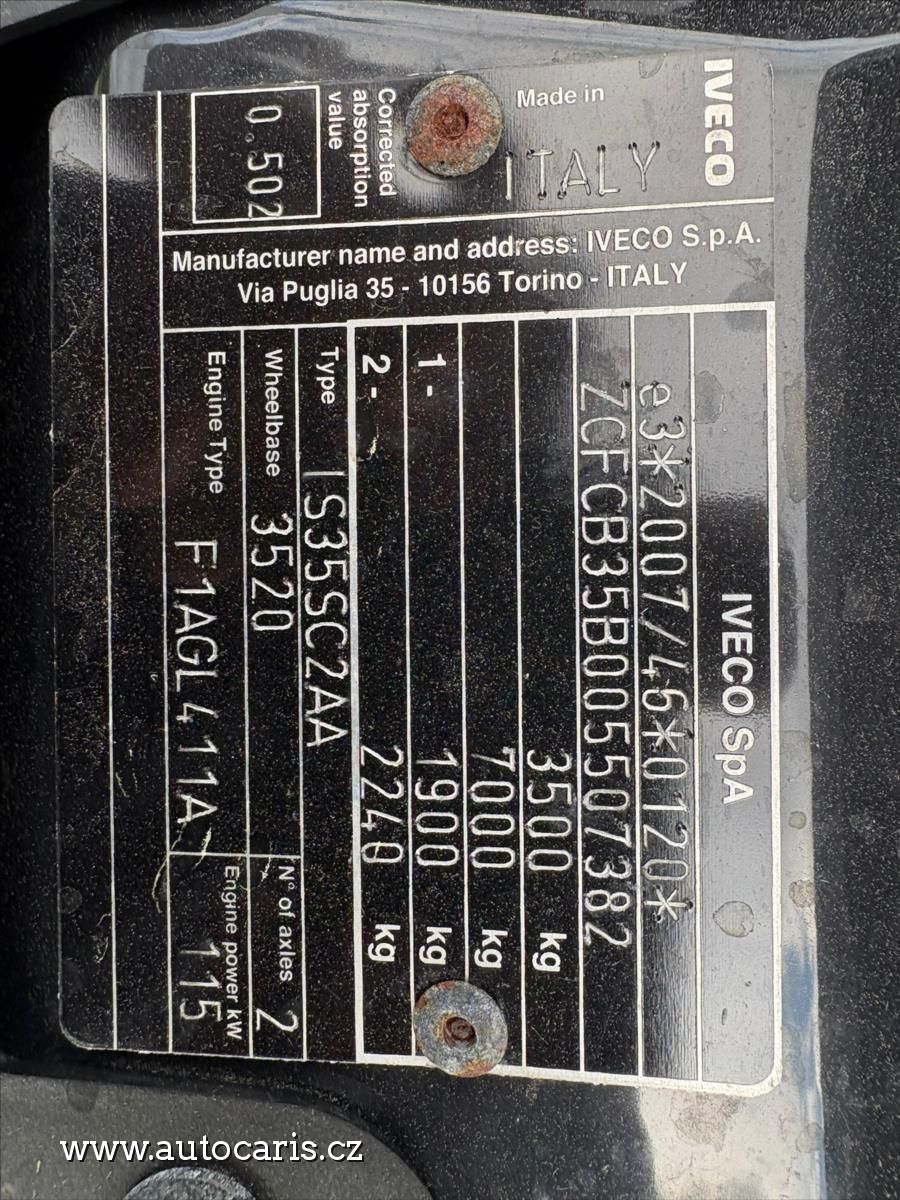 IVECO SpA
e3*2007/46*0120*
ZCFCB35B005507382
3500 kg
7000 kg
1- 1900 kg
2- 2240 kg
Type IS35SC2AA
Wheelbase 3520
N° of axles 2
Engine Type F1AGL411A
Engine power kW 115
IVECO
Made in
ITALY
Manufacturer name and address: IVECO S.p.A.
Via Puglia 35 - 10156 Torino - ITALY
Corrected
absorption
value
0.502
www.autocaris.cz